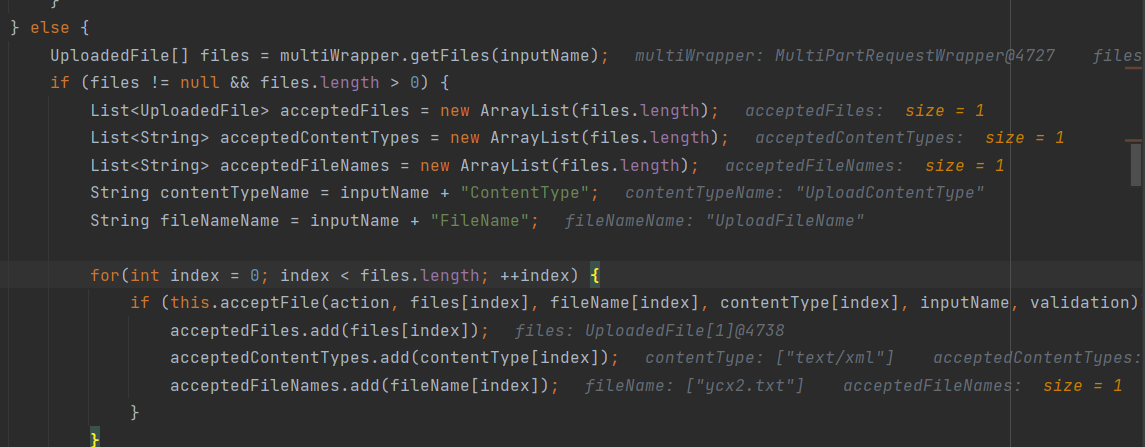 }
} else {
UploadedFile[] files = multiWrapper.getFiles(inputName); multiWrapper: MultiPartRequestWrapper@4727 files
if (files != null && files.length > 0) {
List<UploadedFile> acceptedFiles = new ArrayList(files.length); acceptedFiles: size = 1
List<String> acceptedContentTypes = new ArrayList(files.length); acceptedContentTypes: size = 1
List<String> acceptedFileNames = new ArrayList(files.length); acceptedFileNames: size = 1
String contentTypeName = inputName + "ContentType"; contentTypeName: "UploadContentType"
String fileNameName = inputName + "FileName"; fileNameName: "UploadFileName"
for(int index = 0; index < files.length; ++index) {
if (this.acceptFile(action, files[index], fileName[index], contentType[index], inputName, validation)
acceptedFiles.add(files[index]); files: UploadedFile[1]@4738
acceptedContentTypes.add(contentType[index]); contentType: ["text/xml"] acceptedContentTypes:
acceptedFileNames.add(fileName[index]); fileName: ["ycx2.txt"] acceptedFileNames: size = 1
}
}